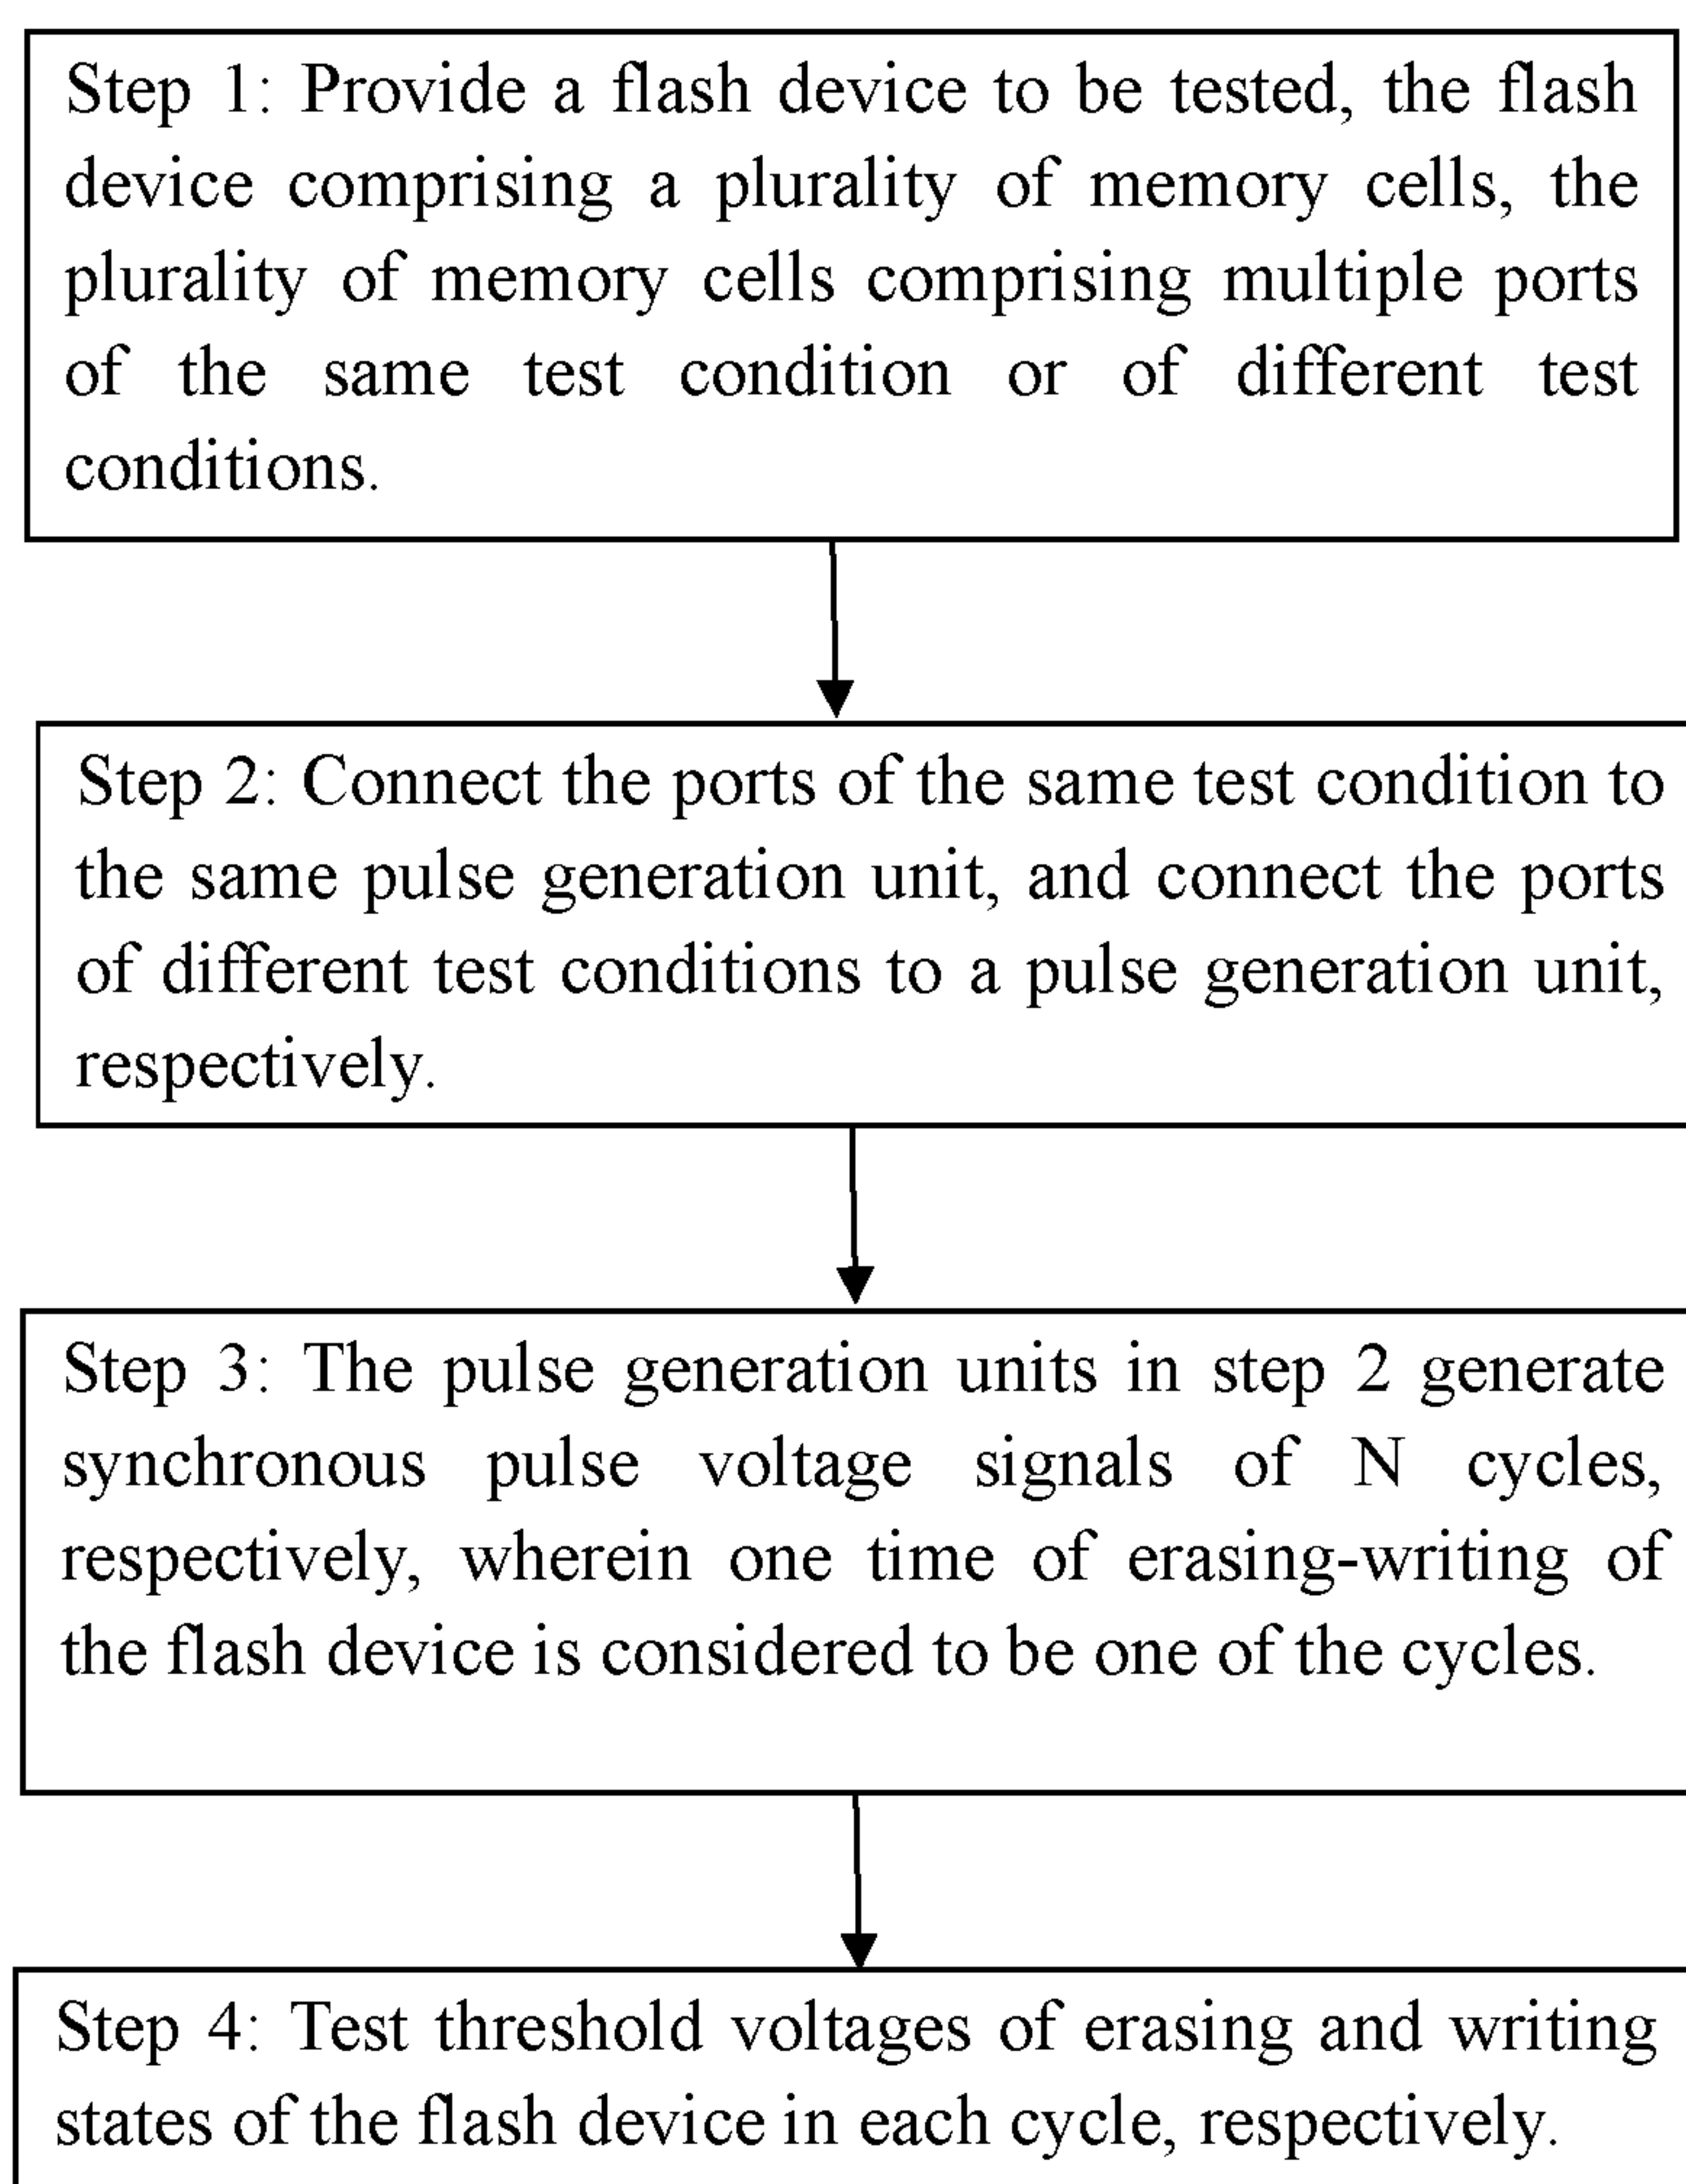 Step 1: Provide a flash device to be tested, the flash
device comprising a plurality of memory cells, the
plurality of memory cells comprising multiple ports
of the same test condition or of different test
conditions.
Step 2: Connect the ports of the same test condition to
the same pulse generation unit, and connect the ports
of different test conditions to a pulse generation unit,
respectively.
Step 3: The pulse generation units in step 2 generate
synchronous pulse voltage signals of N cycles,
respectively, wherein one time of erasing-writing of
the flash device is considered to be one of the cycles.
Step 4: Test threshold voltages of erasing and writing
states of the flash device in each cycle, respectively.